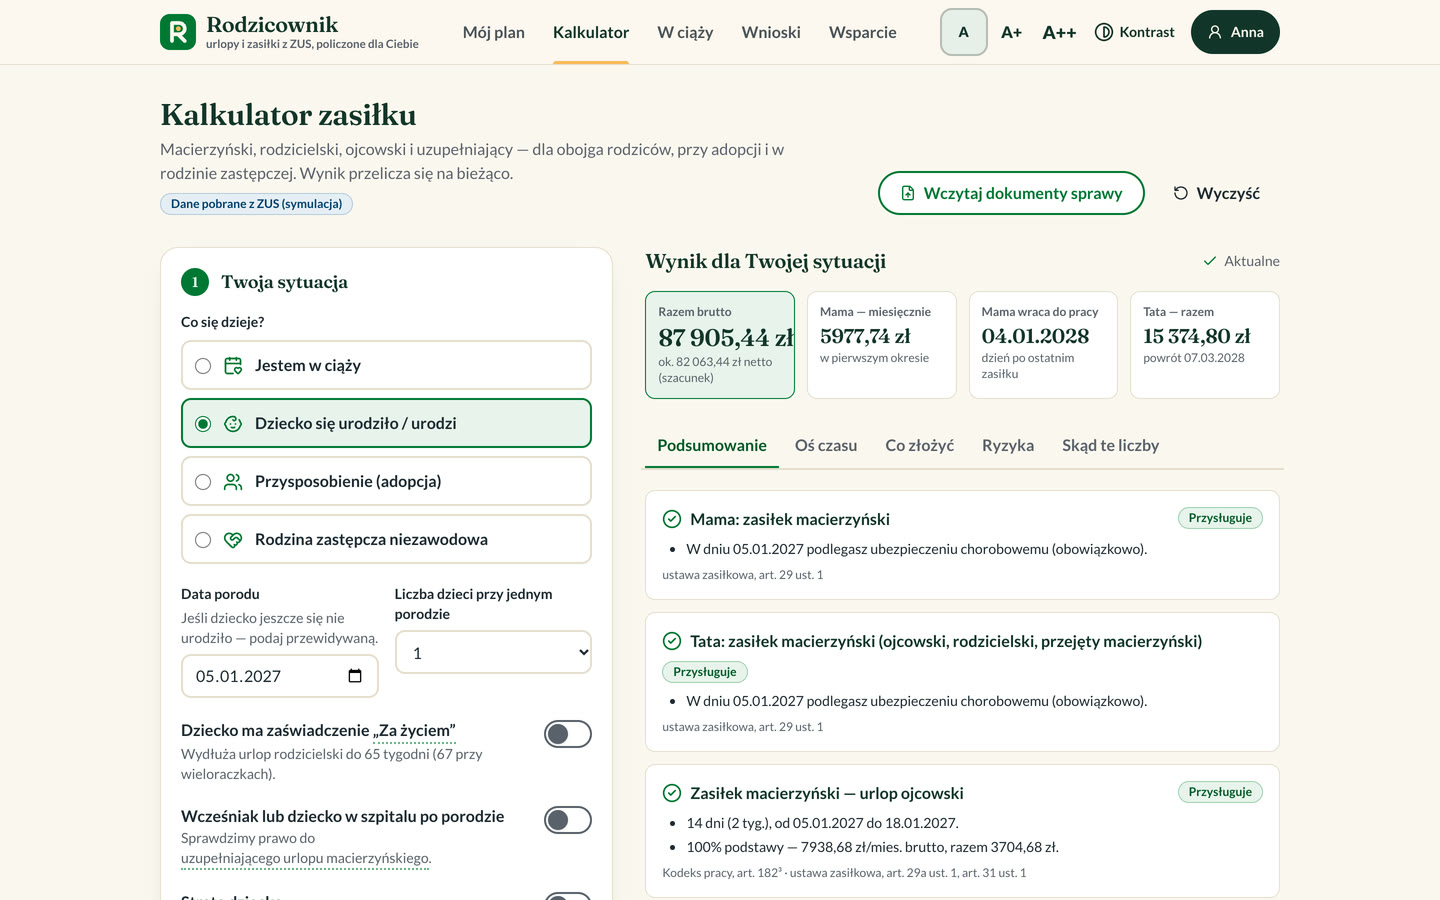 Rodzicownik
urlopy i zasiłki z ZUS, policzone dla Ciebie
Mój plan
Kalkulator
W ciąży
Wnioski
Wsparcie
A
A+
A++
Kontrast
Anna
Kalkulator zasiłku
Macierzyński, rodzicielski, ojcowski i uzupełniający — dla obojga rodziców, przy adopcji i w
rodzinie zastępczej. Wynik przelicza się na bieżąco.
Dane pobrane z ZUS (symulacja)
Wczytaj dokumenty sprawy
Wyczyść
1
Twoja sytuacja
Co się dzieje?
Jestem w ciąży
Dziecko się urodziło / urodzi
Przysposobienie (adopcja)
Rodzina zastępcza niezawodowa
Data porodu
Jeśli dziecko jeszcze się nie
urodziło — podaj przewidywaną.
05.01.2027
Liczba dzieci przy jednym
porodzie
1
Dziecko ma zaświadczenie „Za życiem”
Wydłuża urlop rodzicielski do 65 tygodni (67 przy
wieloraczkach).
Wcześniak lub dziecko w szpitalu po porodzie
Sprawdzimy prawo do
uzupełniającego urlopu macierzyńskiego.
Wynik dla Twojej sytuacji
Aktualne
Razem brutto
87 905,44 zł
ok. 82 063,44 zł netto
(szacunek)
Mama — miesięcznie
5977,74 zł
w pierwszym okresie
Mama wraca do pracy
04.01.2028
dzień po ostatnim
zasiłku
Tata — razem
15 374,80 zł
powrót 07.03.2028
Podsumowanie
Oś czasu
Co złożyć
Ryzyka
Skąd te liczby
Mama: zasiłek macierzyński
Przysługuje
W dniu 05.01.2027 podlegasz ubezpieczeniu chorobowemu (obowiązkowo).
ustawa zasiłkowa, art. 29 ust. 1
Tata: zasiłek macierzyński (ojcowski, rodzicielski, przejęty macierzyński)
Przysługuje
W dniu 05.01.2027 podlegasz ubezpieczeniu chorobowemu (obowiązkowo).
ustawa zasiłkowa, art. 29 ust. 1
Zasiłek macierzyński — urlop ojcowski
Przysługuje
14 dni (2 tyg.), od 05.01.2027 do 18.01.2027.
100% podstawy — 7938,68 zł/mies. brutto, razem 3704,68 zł.
Kodeks pracy, art. 182³ · ustawa zasiłkowa, art. 29a ust. 1, art. 31 ust. 1